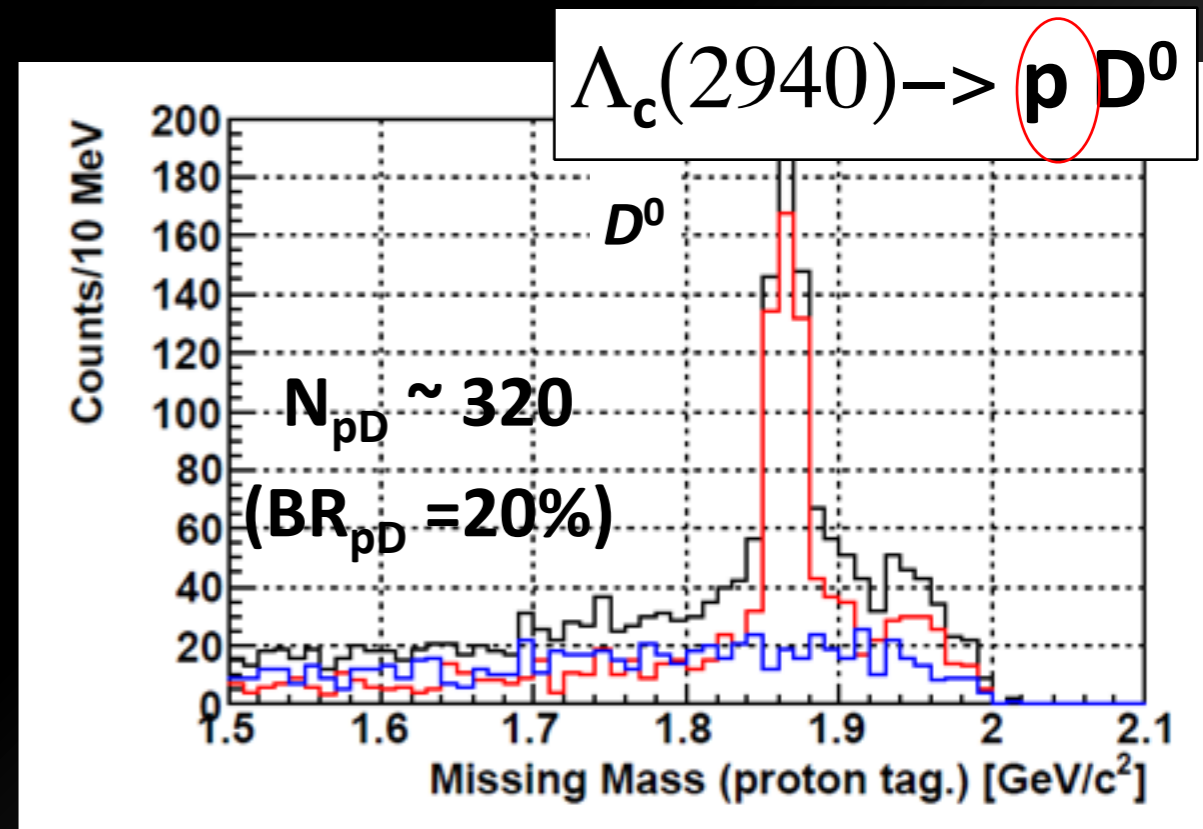 Λc(2940)–> p D⁰
Counts/10 MeV
200
180
160
140
120
100
80
60
40
20
0
D⁰
NpD ~ 320
(BRpD =20%)
1.5 1.6 1.7 1.8 1.9 2 2.1
Missing Mass (proton tag.) [GeV/c²]